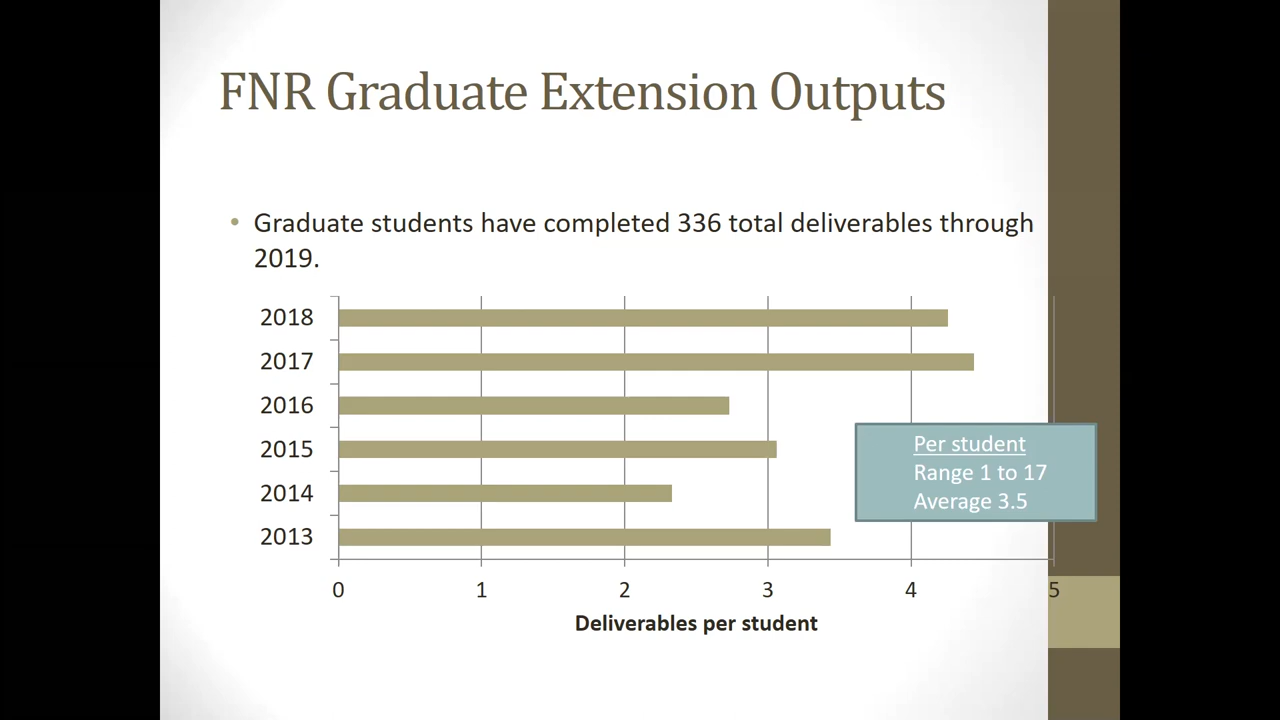 FNR Graduate Extension Outputs
• Graduate students have completed 336 total deliverables through
2019.
2018
2017
2016
2015
2014
2013
Per student
Range 1 to 17
Average 3.5
0 1 2 3 4 5
Deliverables per student